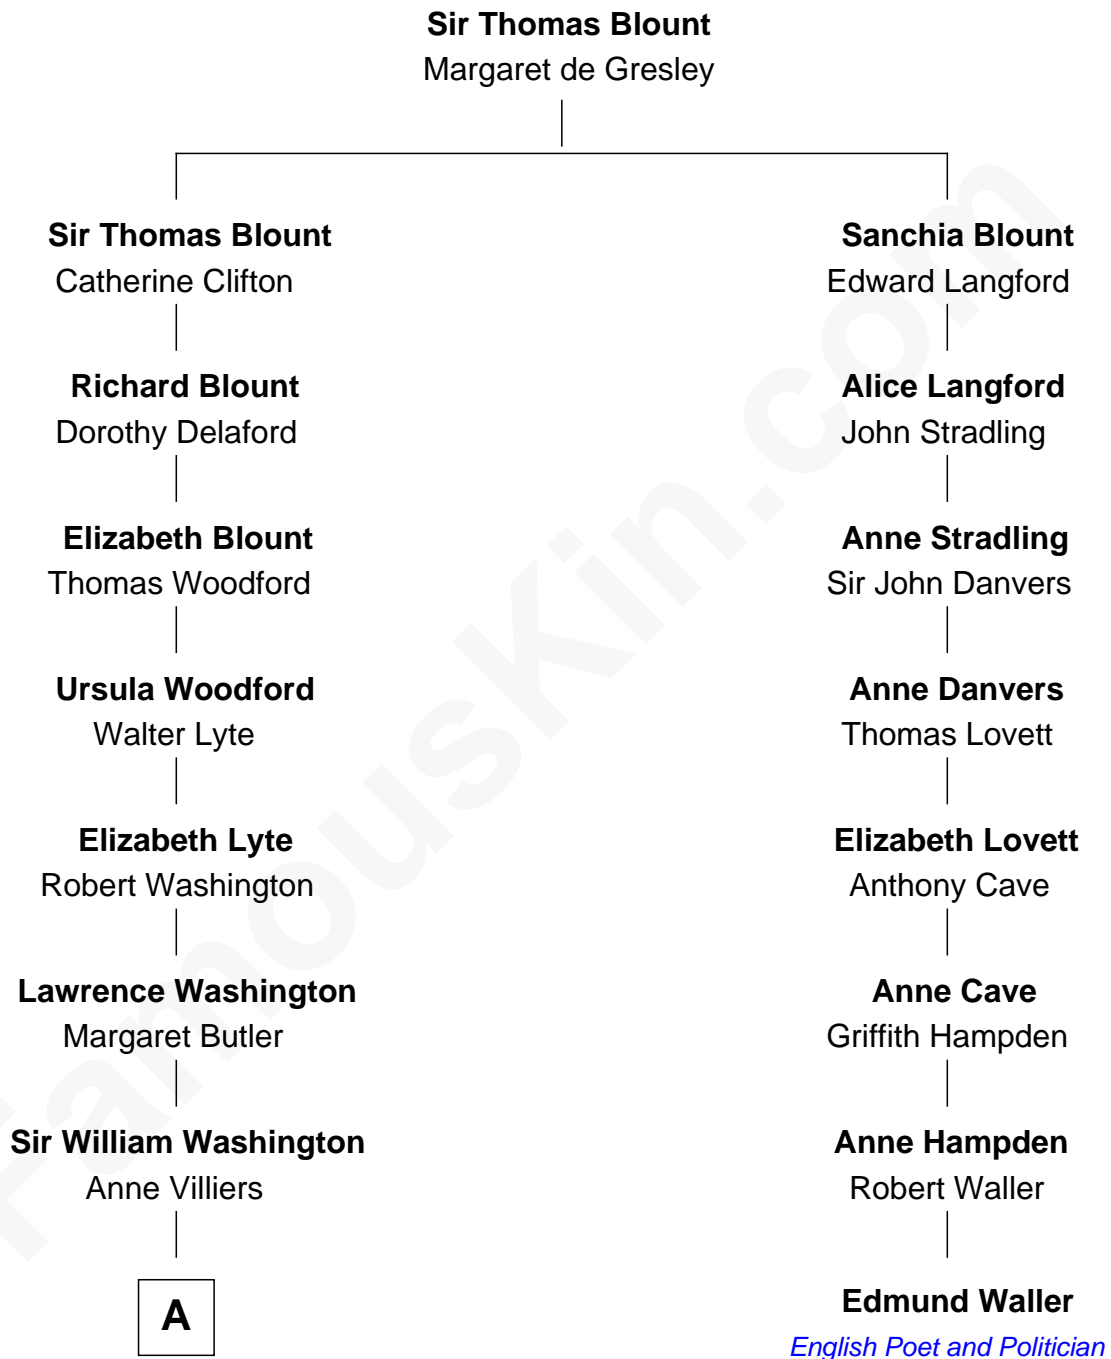 Sir Thomas Blount
Margaret de Gresley
Sir Thomas Blount
Catherine Clifton
Sanchia Blount
Edward Langford
Richard Blount
Dorothy Delaford
Alice Langford
John Stradling
Elizabeth Blount
Thomas Woodford
Anne Stradling
Sir John Danvers
Ursula Woodford
Walter Lyte
Anne Danvers
Thomas Lovett
Elizabeth Lyte
Robert Washington
Elizabeth Lovett
Anthony Cave
Lawrence Washington
Margaret Butler
Anne Cave
Griffith Hampden
Sir William Washington
Anne Villiers
Anne Hampden
Robert Waller
A
Edmund Waller
English Poet and Politician
FamousKin.com